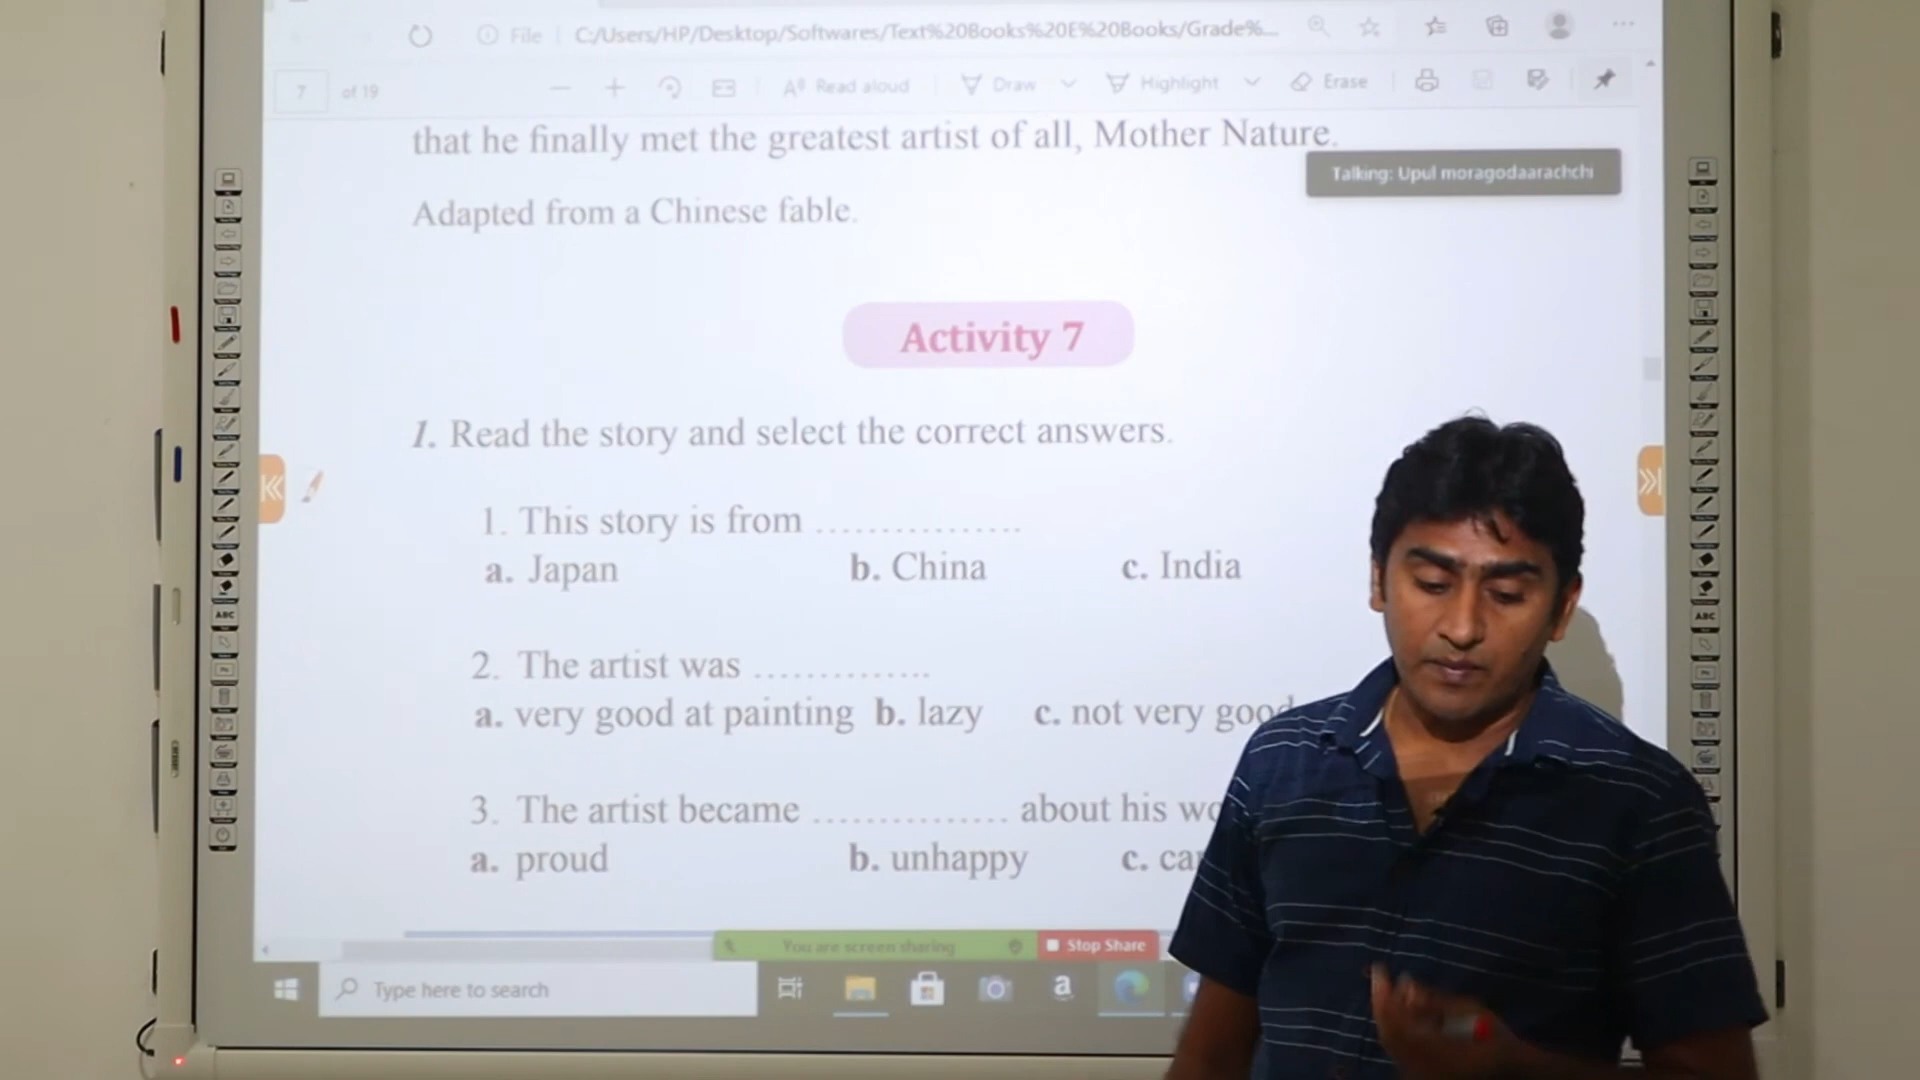 File C:/Users/HP/Desktop/Softwares/Text%20Books%20E%20Books/Grade%...
7 of 19 Read aloud Draw Highlight Erase
that he finally met the greatest artist of all, Mother Nature.
Talking: Upul moragodaarachchi
Adapted from a Chinese fable.
Activity 7
1. Read the story and select the correct answers.
1. This story is from ................
a. Japan b. China c. India
2. The artist was ..............
a. very good at painting b. lazy c. not very good
3. The artist became ............... about his
a. proud b. unhappy c.
You are screen sharing Stop Share
Type here to search
ABC
ABC